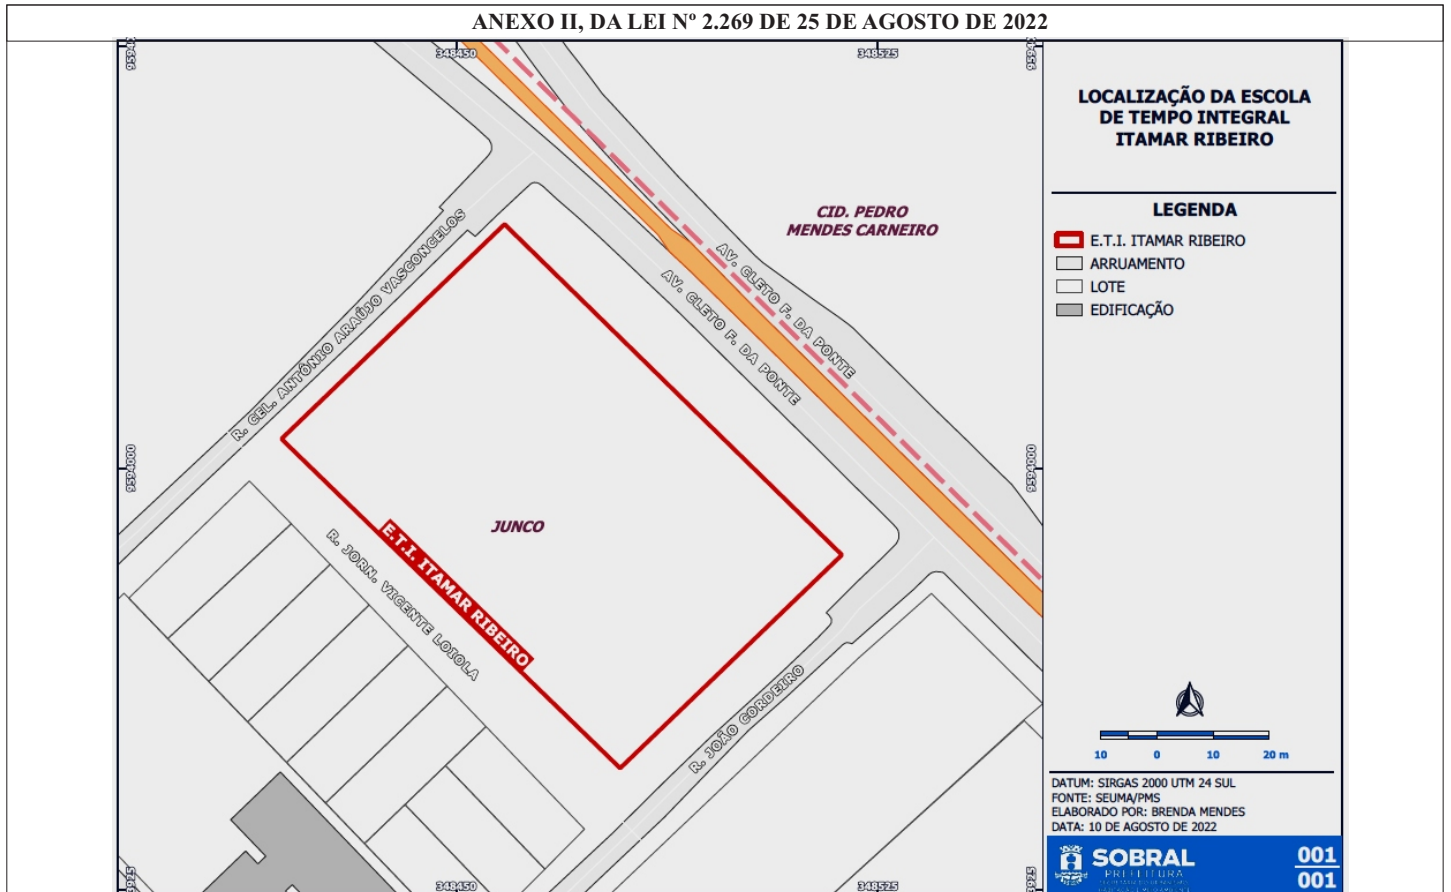 ANEXO II, DA LEI Nº 2.269 DE 25 DE AGOSTO DE 2022
348450
348525
LOCALIZAÇÃO DA ESCOLA
DE TEMPO INTEGRAL
ITAMAR RIBEIRO
LEGENDA
E.T.I. ITAMAR RIBEIRO
ARRUAMENTO
LOTE
EDIFICAÇÃO
CID. PEDRO
MENDES CARNEIRO
AV. CLETO F. DA PONTE
AV. CLETO F. DA PONTE
R. CEL. ANTÔNIO ARAÚJO VASCONCELOS
9594000
9594000
JUNCO
E.T.I. ITAMAR RIBEIRO
R. JORN. VICENTE LOIOLA
R. JOÃO CORDEIRO
10 0 10 20 m
DATUM: SIRGAS 2000 UTM 24 SUL
FONTE: SEUMA/PMS
ELABORADO POR: BRENDA MENDES
DATA: 10 DE AGOSTO DE 2022
SOBRAL
PREFEITURA
001
001
348450
348525